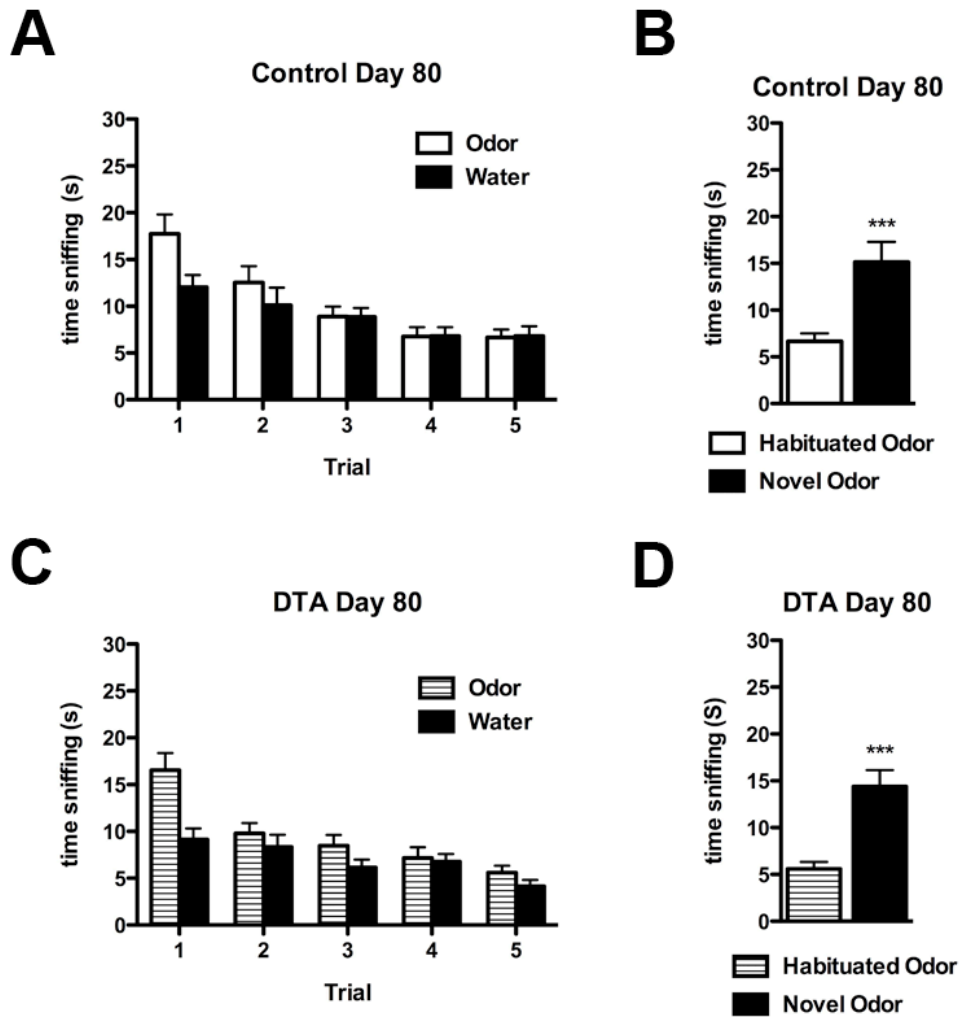 A
Control Day 80
30
25
20
15
10
5
0
time sniffing (s)
Odor
Water
1 2 3 4 5
Trial
B
Control Day 80
30
25
20
15
10
5
0
time sniffing (s)
***
Habituated Odor
Novel Odor
C
DTA Day 80
30
25
20
15
10
5
0
time sniffing (s)
Odor
Water
1 2 3 4 5
Trial
D
DTA Day 80
30
25
20
15
10
5
0
time sniffing (S)
***
Habituated Odor
Novel Odor